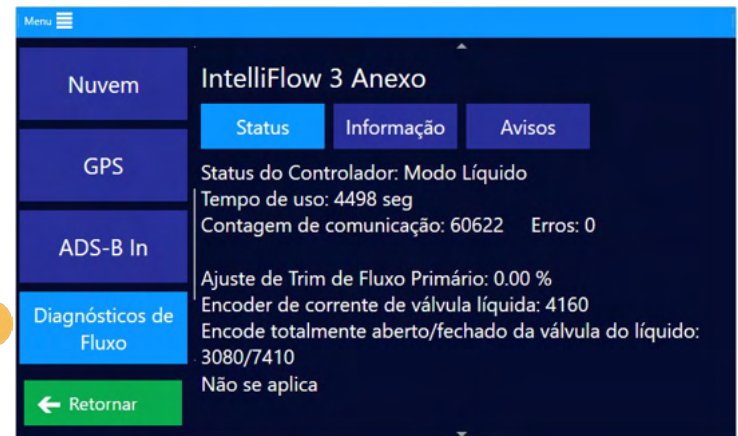 Menu
Nuvem
GPS
ADS-B In
Diagnósticos de
Fluxo
Retornar
IntelliFlow 3 Anexo
Status Informação Avisos
Status do Controlador: Modo Líquido
Tempo de uso: 4498 seg
Contagem de comunicação: 60622 Erros: 0
Ajuste de Trim de Fluxo Primário: 0.00 %
Encoder de corrente de válvula líquida: 4160
Encode totalmente aberto/fechado da válvula do líquido:
3080/7410
Não se aplica